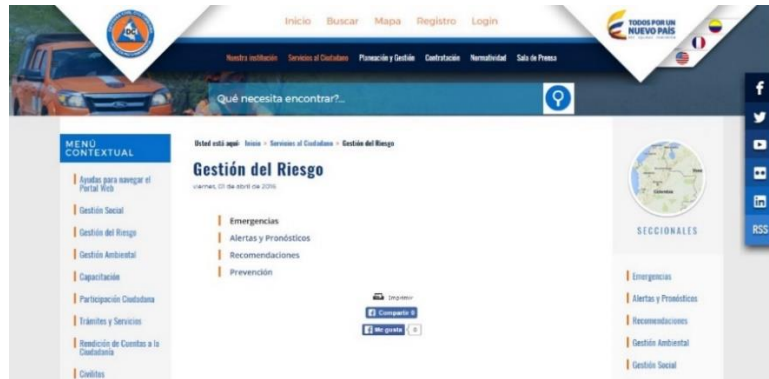 Inicio Buscar Mapa Registro Login
TODOS POR UN
NUEVO PAÍS
Nuestra institución Servicios al Ciudadano Planeación y Gestión Contratación Normatividad Sala de Prensa
Qué necesita encontrar?...
MENÚ
CONTEXTUAL
Ayudas para navegar el
Portal Web
Gestión Social
Gestión del Riesgo
Gestión Ambiental
Capacitación
Participación Ciudadana
Trámites y Servicios
Rendición de Cuentas a la
Ciudadanía
Civilitos
Usted está aquí: Inicio > Servicios al Ciudadano > Gestión del Riesgo
Gestión del Riesgo
viernes, 01 de abril de 2016
Emergencias
Alertas y Pronósticos
Recomendaciones
Prevención
Imprimir
Compartir 0
Me gusta 0
Colombia
SECCIONALES
Emergencias
Alertas y Pronósticos
Recomendaciones
Gestión Ambiental
Gestión Social
RSS